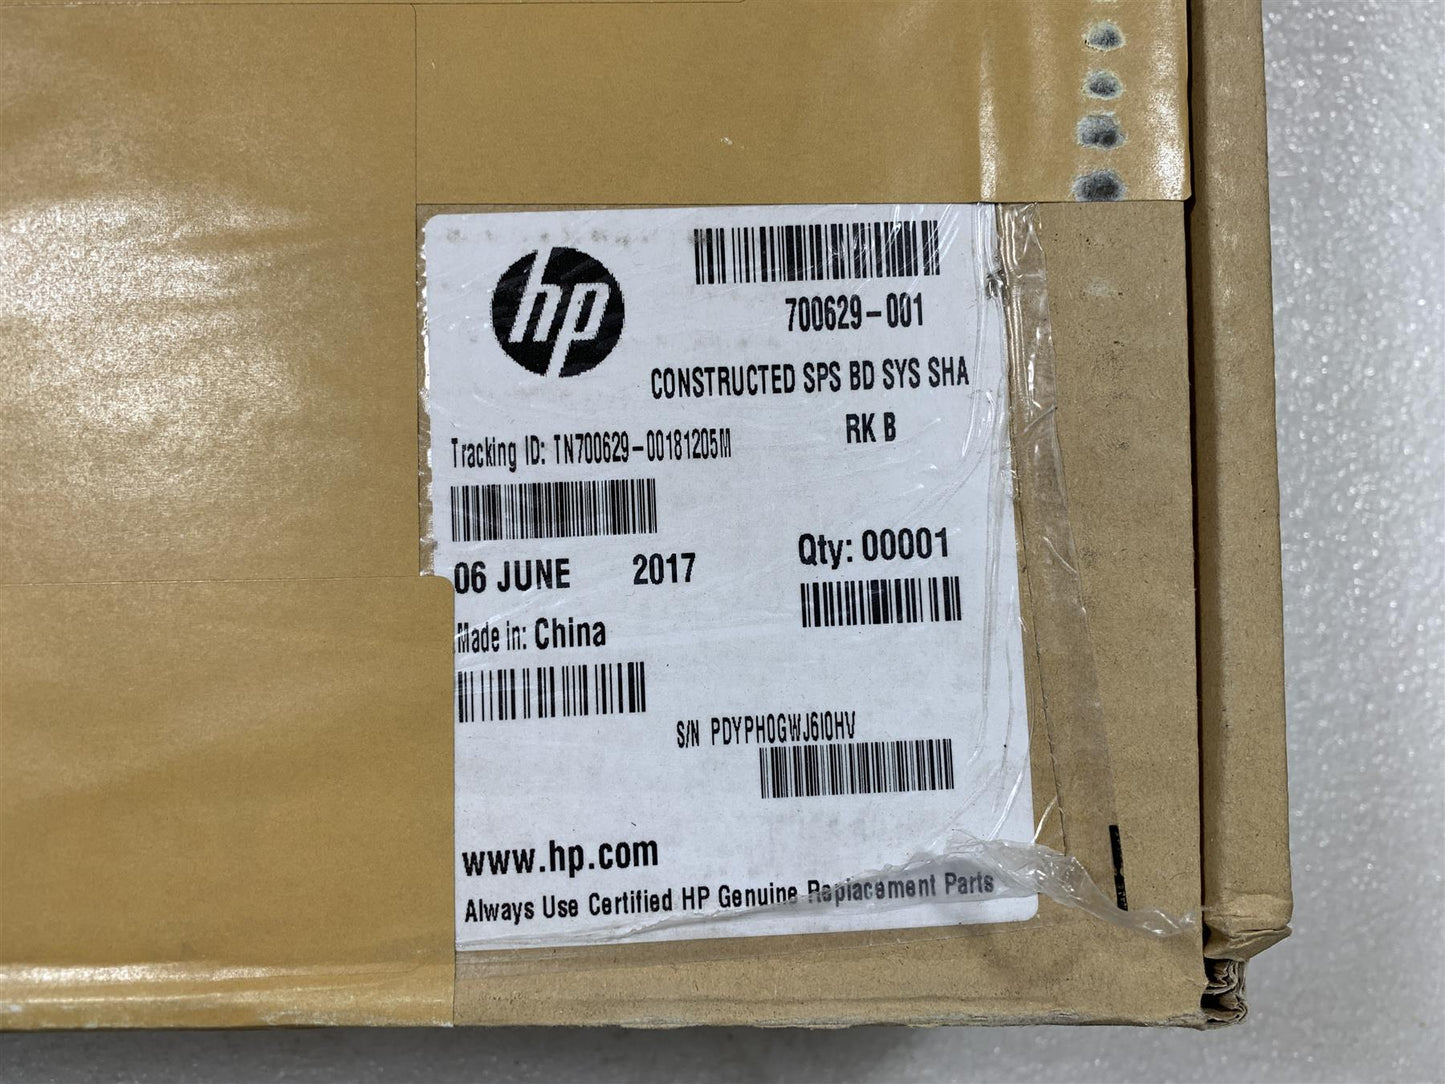 hp
700629-001
CONSTRUCTED SPS BD SYS SHA
RK B
Tracking ID: TN700629-00181205M
06 JUNE 2017
Qty: 00001
Made in: China
S/N PDYPH0GWJ6I0HV
www.hp.com
Always Use Certified HP Genuine Replacement Parts